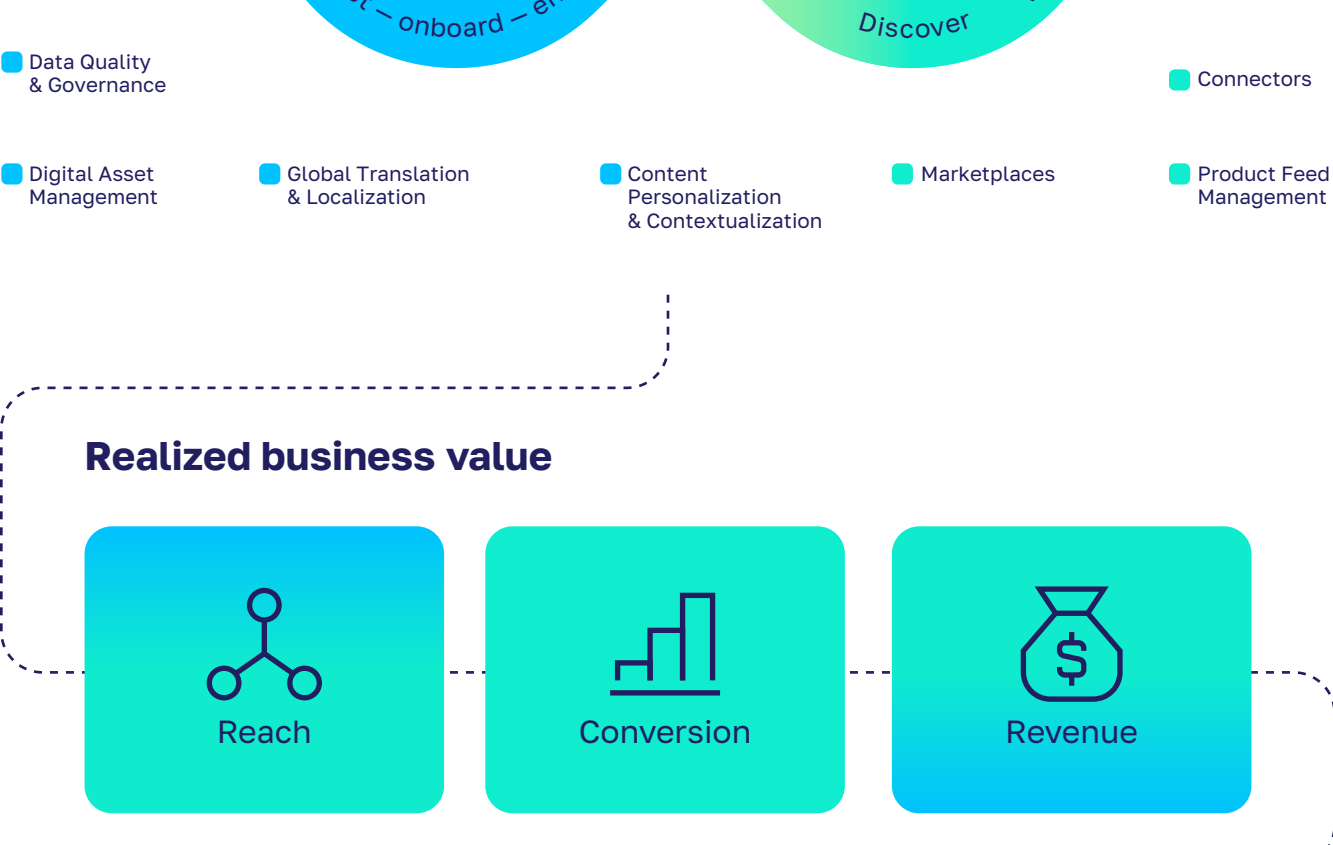 onboard —
Discover
Data Quality
& Governance
Connectors
Digital Asset
Management
Global Translation
& Localization
Content
Personalization
& Contextualization
Marketplaces
Product Feed
Management
Realized business value
Reach
Conversion
$
Revenue